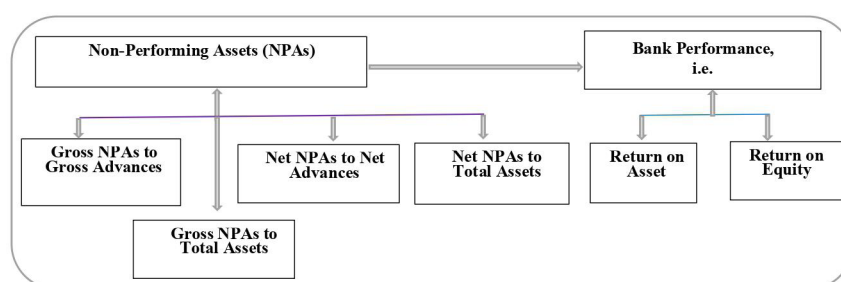 Non-Performing Assets (NPAs)
Bank Performance,
i.e.
Gross NPAs to
Gross Advances
Net NPAs to Net
Advances
Net NPAs to
Total Assets
Return on
Asset
Return on
Equity
Gross NPAs to
Total Assets